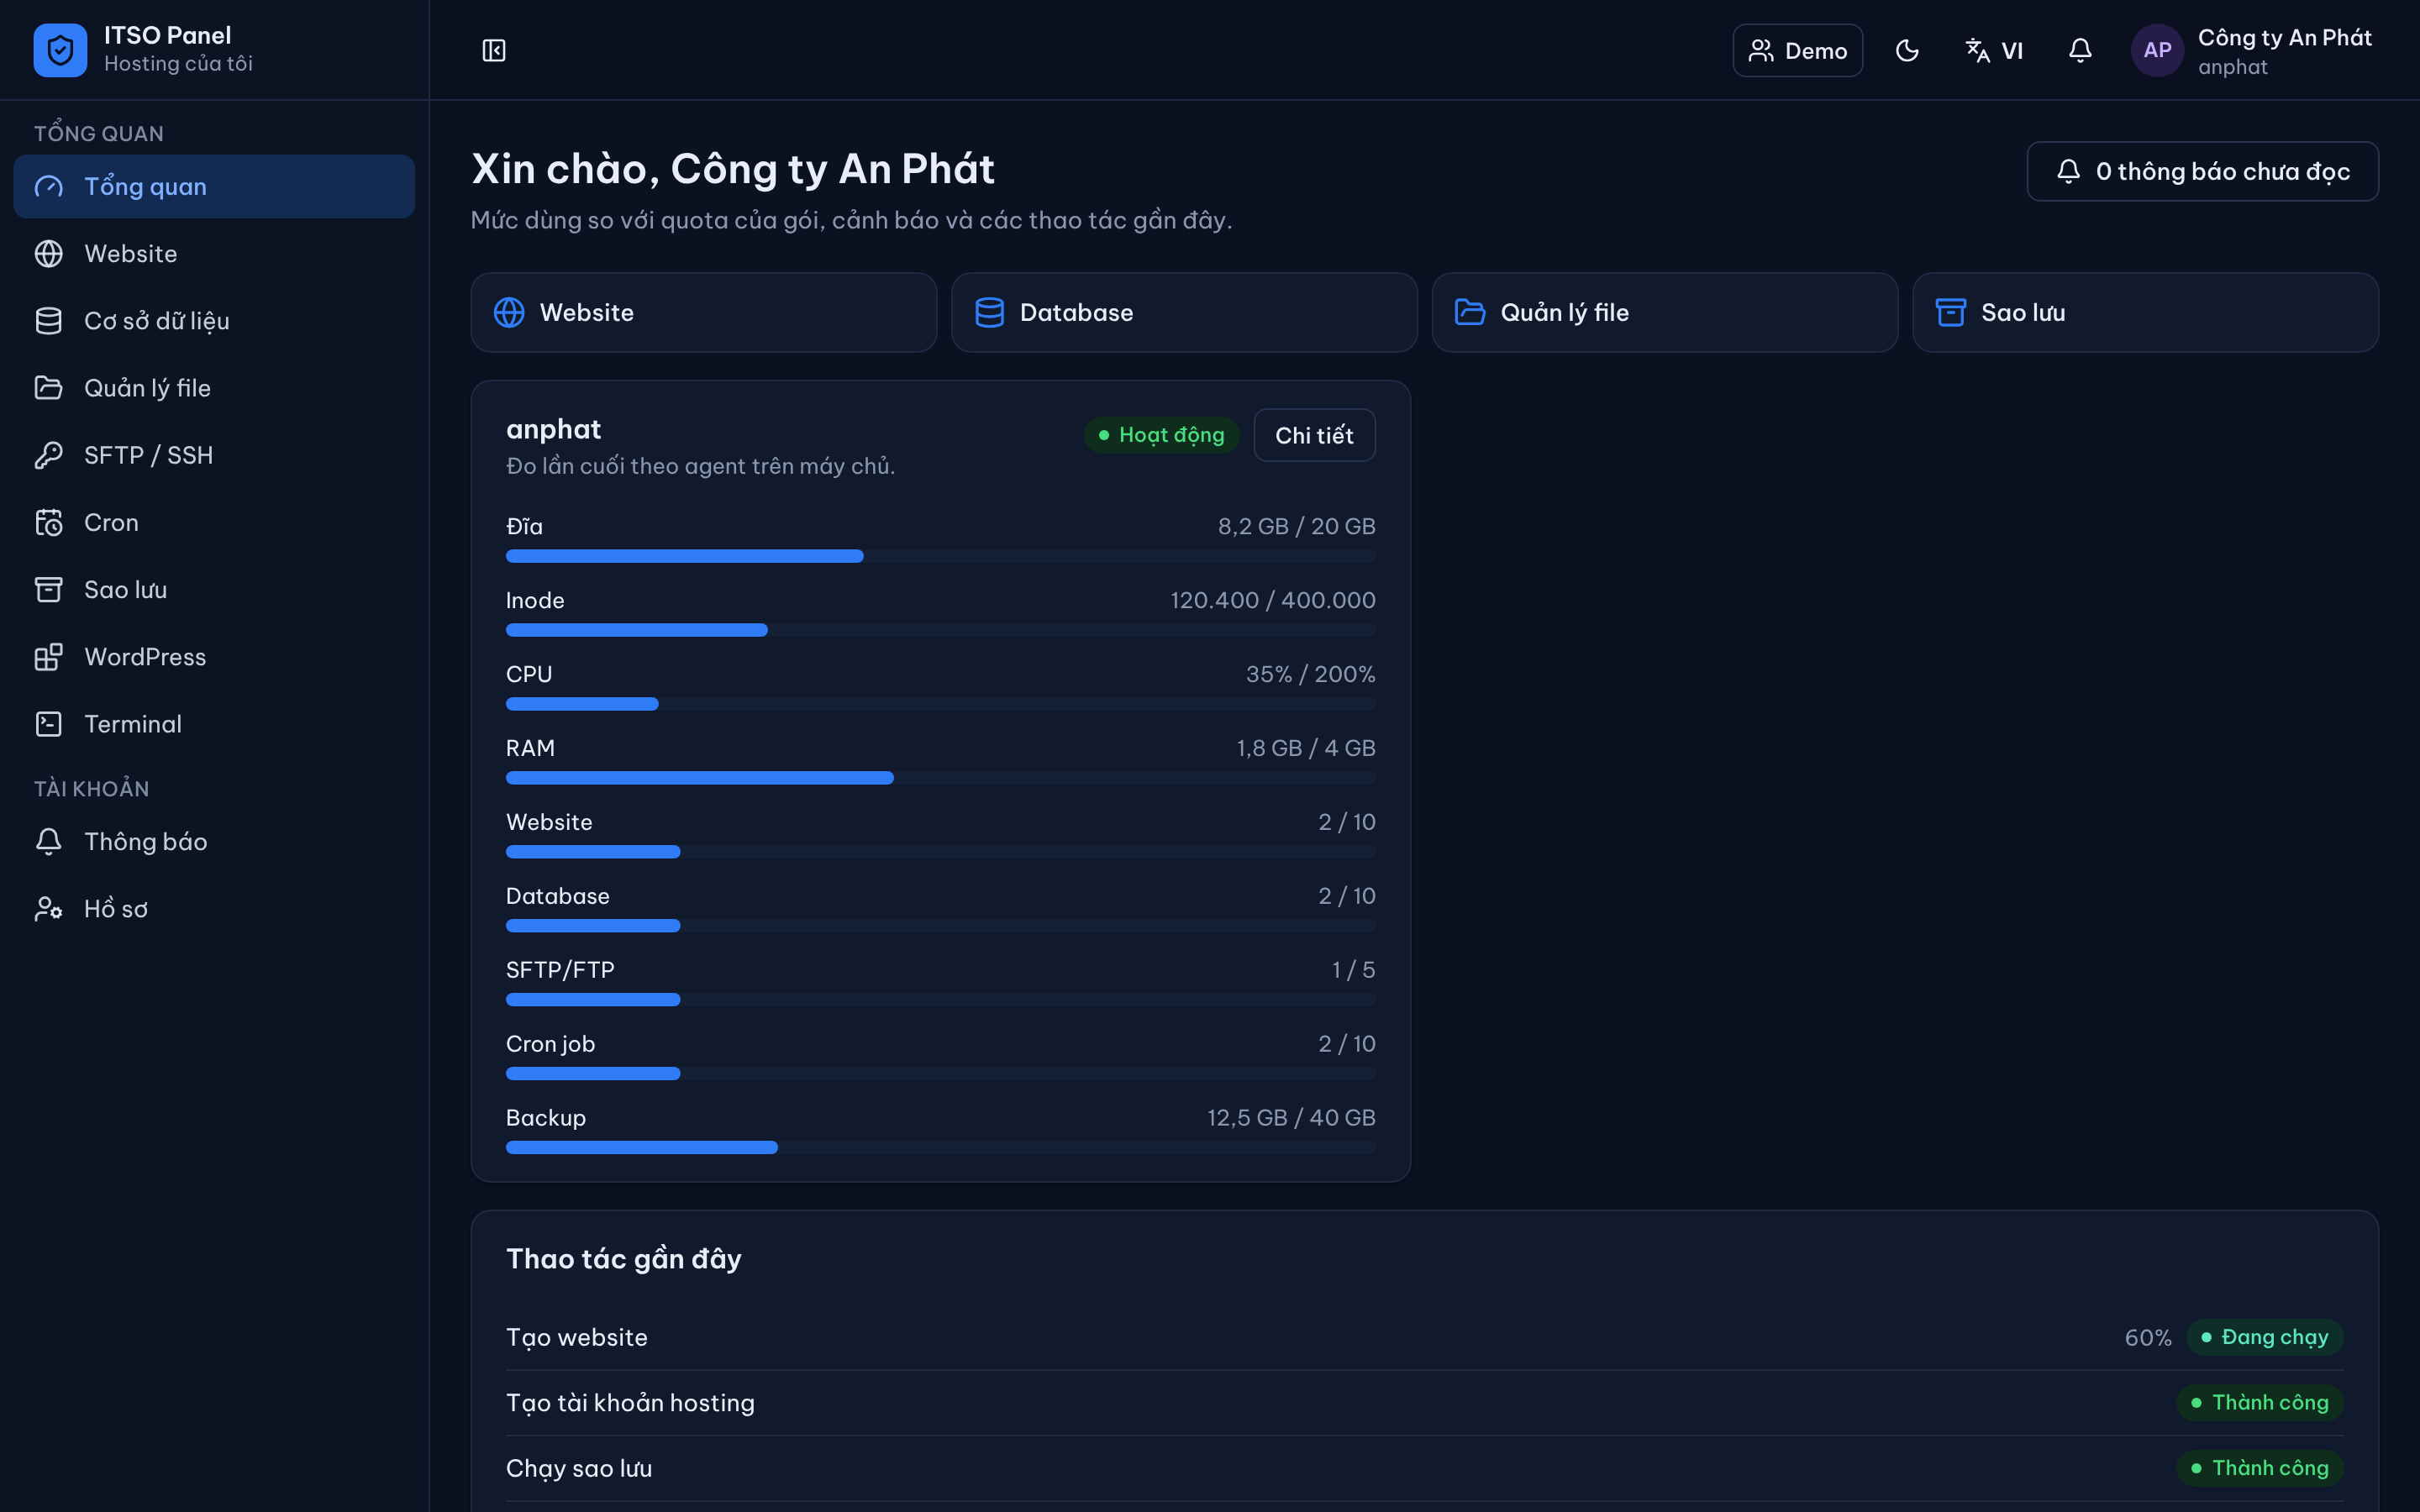 ITSO Panel
Hosting của tôi
Demo
VI
AP
Công ty An Phát
anphat
TỔNG QUAN
Tổng quan
Website
Cơ sở dữ liệu
Quản lý file
SFTP / SSH
Cron
Sao lưu
WordPress
Terminal
TÀI KHOẢN
Thông báo
Hồ sơ
Xin chào, Công ty An Phát
Mức dùng so với quota của gói, cảnh báo và các thao tác gần đây.
0 thông báo chưa đọc
Website
Database
Quản lý file
Sao lưu
anphat
Đo lần cuối theo agent trên máy chủ.
Hoạt động
Chi tiết
Đĩa 8,2 GB / 20 GB
Inode 120.400 / 400.000
CPU 35% / 200%
RAM 1,8 GB / 4 GB
Website 2 / 10
Database 2 / 10
SFTP/FTP 1 / 5
Cron job 2 / 10
Backup 12,5 GB / 40 GB
Thao tác gần đây
Tạo website 60% Đang chạy
Tạo tài khoản hosting Thành công
Chạy sao lưu Thành công